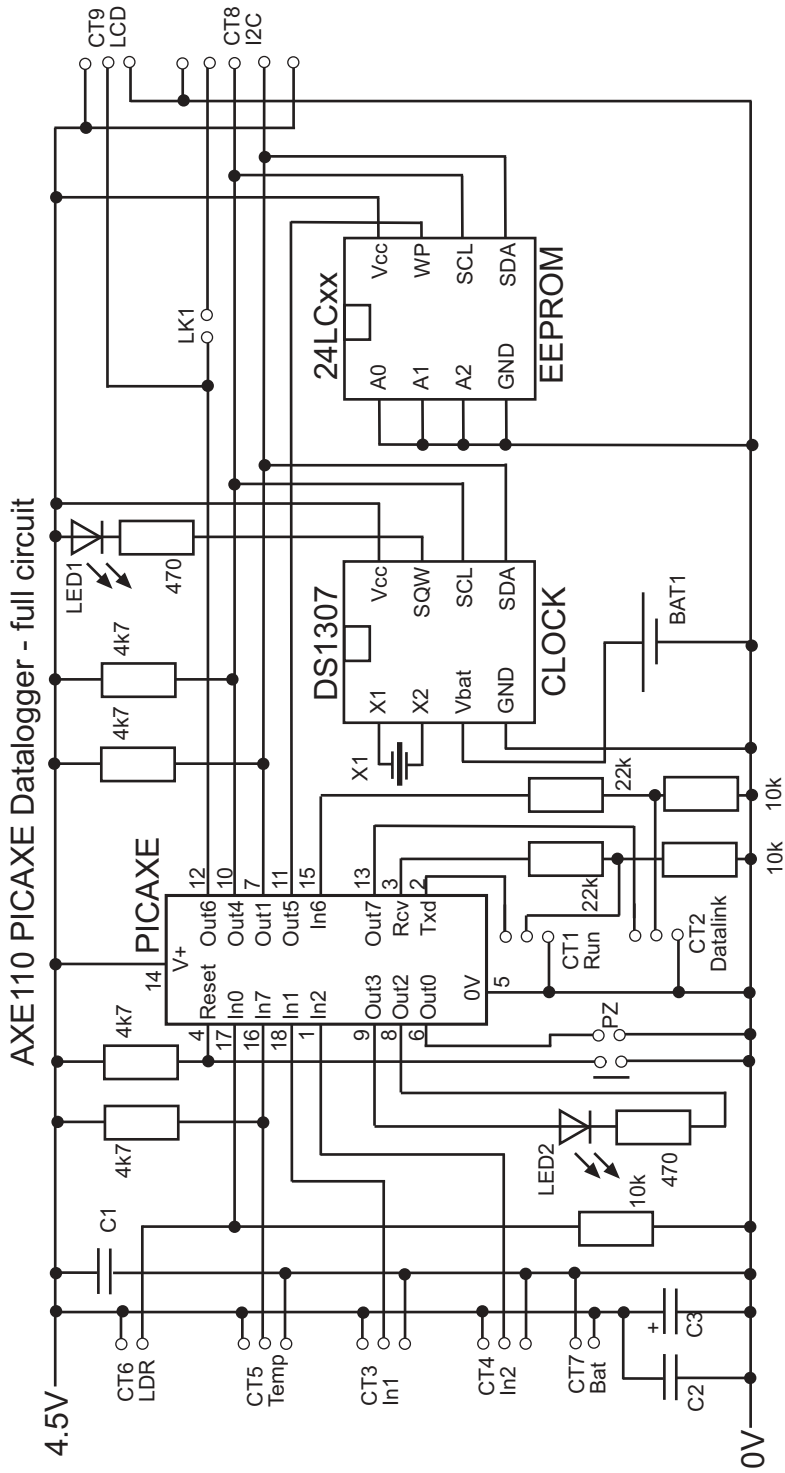 AXE110 PICAXE Datalogger - full circuit
4.5V
0V
CT6
LDR
CT5
Temp
CT3
In1
CT4
In2
CT7
Bat
C1
C2
+
C3
4k7
4k7
10k
LED2
470
PZ
PICAXE
14
V+
4
Reset
17
In0
16
In7
18
In1
1
In2
9
Out3
8
Out2
6
Out0
0V
5
Out6
12
Out4
10
Out1
7
Out5
11
In6
15
Out7
13
Rcv
3
Txd
2
CT1
Run
CT2
Datalink
22k
10k
22k
10k
4k7
4k7
LED1
470
X1
DS1307
X1
X2
Vbat
GND
Vcc
SQW
SCL
SDA
CLOCK
BAT1
LK1
24LCxx
A0
A1
A2
GND
Vcc
WP
SCL
SDA
EEPROM
CT9
LCD
CT8
I2C